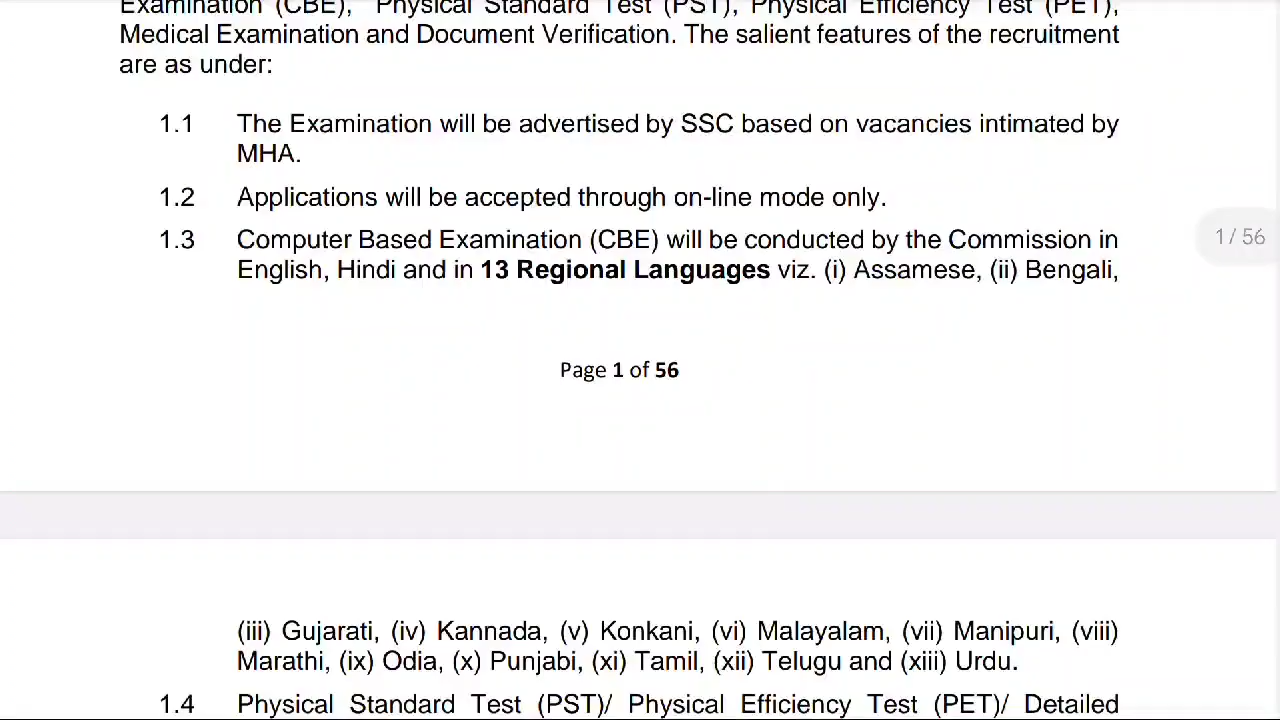 Examination (CBE), Physical Standard Test (PST), Physical Efficiency Test (PET),
Medical Examination and Document Verification. The salient features of the recruitment
are as under:
1.1 The Examination will be advertised by SSC based on vacancies intimated by
MHA.
1.2 Applications will be accepted through on-line mode only.
1.3 Computer Based Examination (CBE) will be conducted by the Commission in
English, Hindi and in 13 Regional Languages viz. (i) Assamese, (ii) Bengali,
1 / 56
Page 1 of 56
(iii) Gujarati, (iv) Kannada, (v) Konkani, (vi) Malayalam, (vii) Manipuri, (viii)
Marathi, (ix) Odia, (x) Punjabi, (xi) Tamil, (xii) Telugu and (xiii) Urdu.
1.4 Physical Standard Test (PST)/ Physical Efficiency Test (PET)/ Detailed